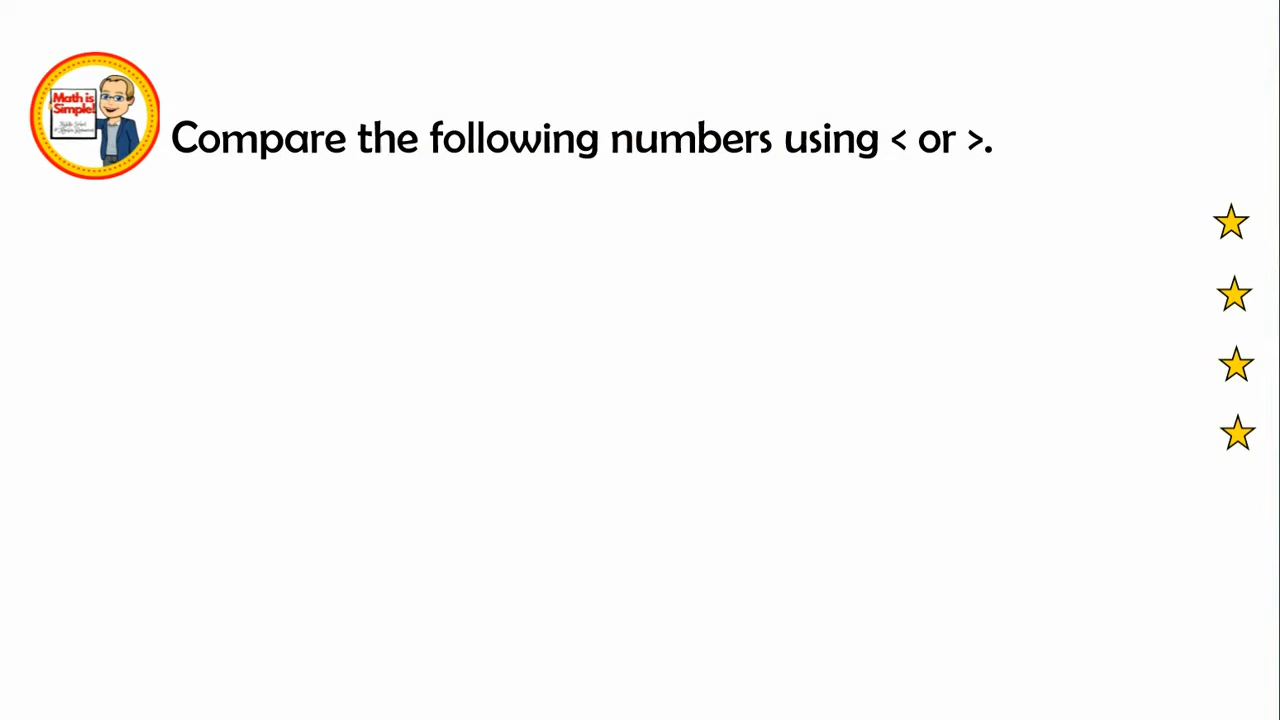 Math is
Simple!
Compare the following numbers using < or >.